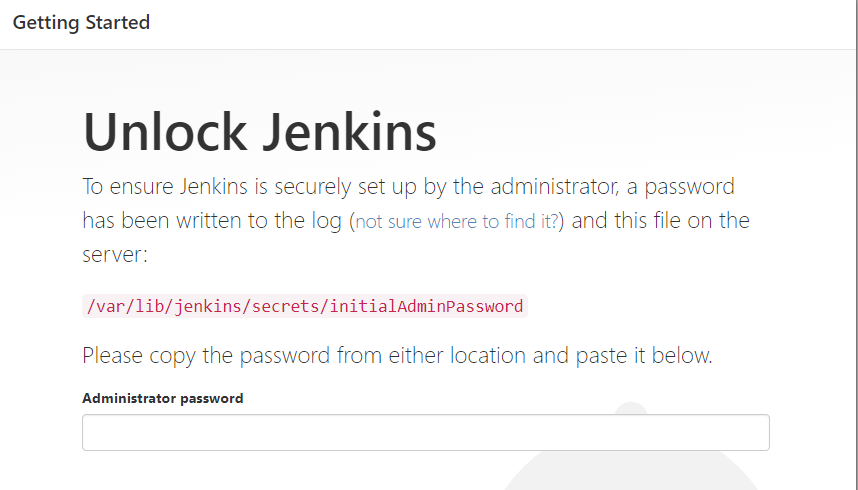 Getting Started
Unlock Jenkins
To ensure Jenkins is securely set up by the administrator, a password
has been written to the log (not sure where to find it?) and this file on the
server:
/var/lib/jenkins/secrets/initialAdminPassword
Please copy the password from either location and paste it below.
Administrator password